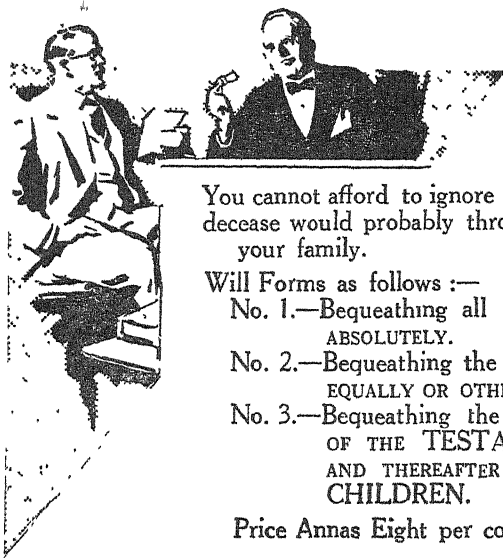 You cannot afford to ignore
decease would probably thro
your family.
Will Forms as follows :—
No. 1.—Bequeathing all
ABSOLUTELY.
No. 2.—Bequeathing the
EQUALLY OR OTHE
No. 3.—Bequeathing the
OF THE TESTA
AND THEREAFTER
CHILDREN.
Price Annas Eight per co